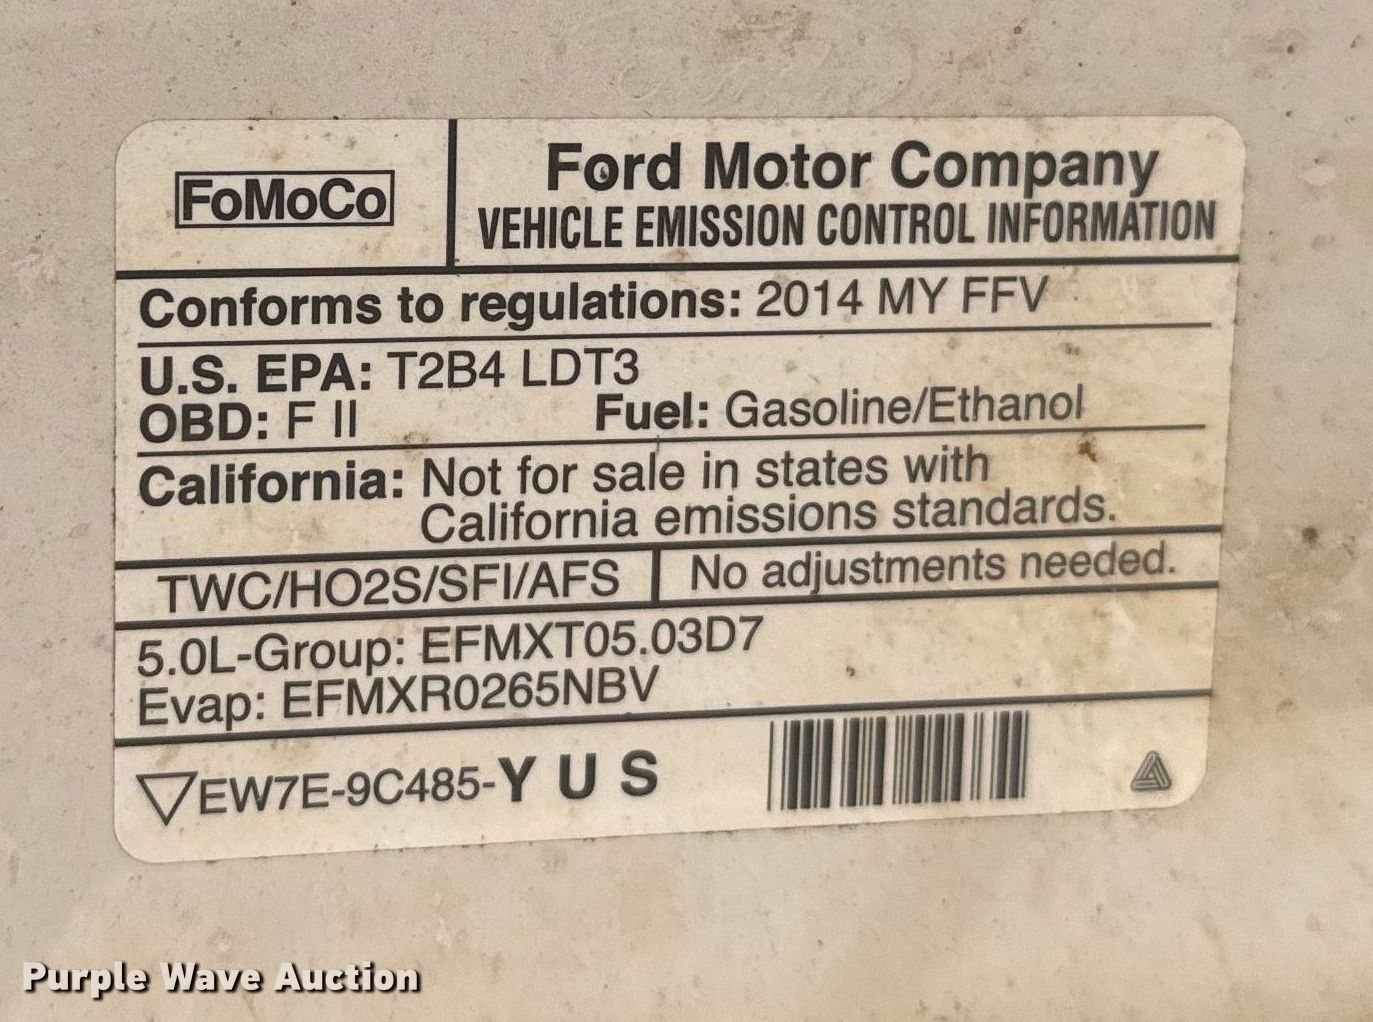 FoMoCo
Ford Motor Company
VEHICLE EMISSION CONTROL INFORMATION
Conforms to regulations: 2014 MY FFV
U.S. EPA: T2B4 LDT3
OBD: F II Fuel: Gasoline/Ethanol
California: Not for sale in states with
California emissions standards.
TWC/HO2S/SFI/AFS No adjustments needed.
5.0L-Group: EFMXT05.03D7
Evap: EFMXR0265NBV
EW7E-9C485-Y U S
Purple Wave Auction